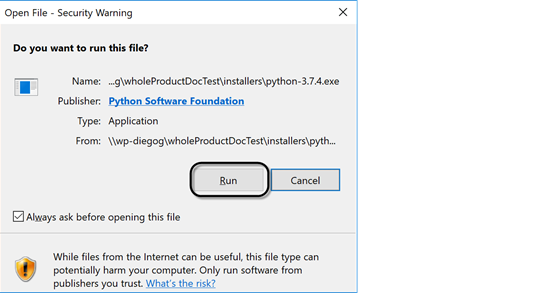 Open File - Security Warning
Do you want to run this file?
Name: ...g\wholeProductDocTest\installers\python-3.7.4.exe
Publisher: Python Software Foundation
Type: Application
From: \\wp-diegog\wholeProductDocTest\installers\pyth...
Run Cancel
Always ask before opening this file
While files from the Internet can be useful, this file type can
potentially harm your computer. Only run software from
publishers you trust. What's the risk?